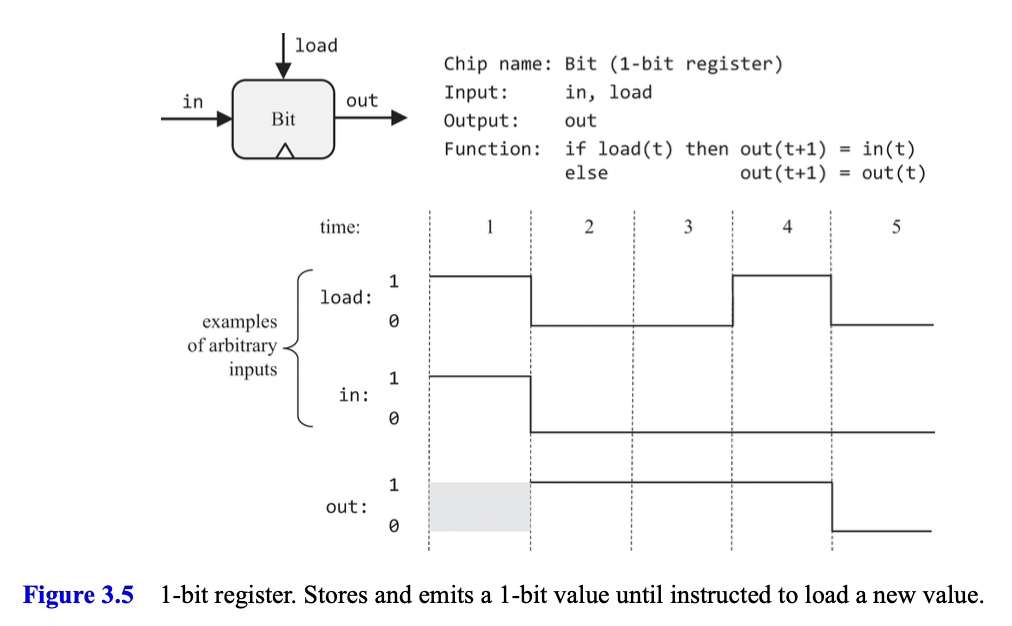 load
in
out
Bit
Chip name: Bit (1-bit register)
Input: in, load
Output: out
Function: if load(t) then out(t+1) = in(t)
else out(t+1) = out(t)
time: 1 2 3 4 5
examples
of arbitrary
inputs
load:
1
0
in:
1
0
out:
1
0
Figure 3.5 1-bit register. Stores and emits a 1-bit value until instructed to load a new value.